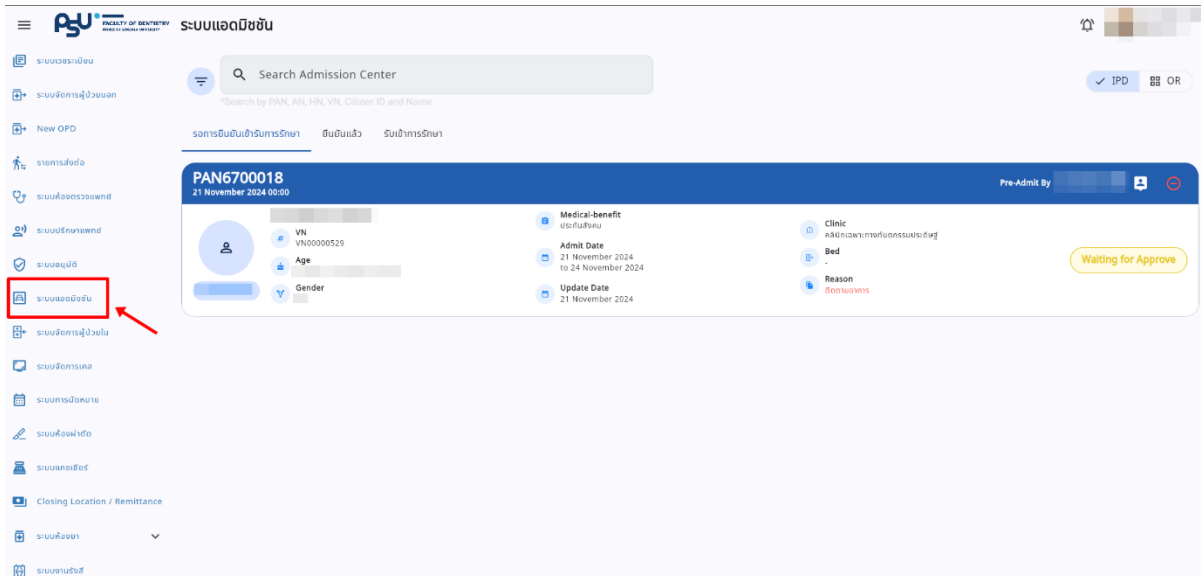 PSU FACULTY OF DENTISTRY
PRINCE OF SONGKLA UNIVERSITY
ระบบแอดมิชชัน
ระบบเวชระเบียน
ระบบจัดการผู้ป่วยนอก
New OPD
รายการส่งต่อ
ระบบห้องตรวจแพทย์
ระบบปรึกษาแพทย์
ระบบอนุมัติ
ระบบแอดมิชชัน
ระบบจัดการผู้ป่วยใน
ระบบจัดการเคส
ระบบการนัดหมาย
ระบบห้องผ่าตัด
ระบบแคชเชียร์
Closing Location / Remittance
ระบบห้องยา
ระบบงานรังสี
Search Admission Center
*Search by PAN, AN, HN, VN, Citizen ID and Name
IPD
OR
รอการยืนยันเข้ารับการรักษา
ยืนยันแล้ว
รับเข้าการรักษา
PAN6700018
21 November 2024 00:00
Pre-Admit By
VN
VN00000529
Age
Gender
Medical-benefit
ประกันสังคม
Admit Date
21 November 2024
to 24 November 2024
Update Date
21 November 2024
Clinic
คลินิกเฉพาะทางทันตกรรมประดิษฐ์
Bed
-
Reason
ติดตามอาการ
Waiting for Approve